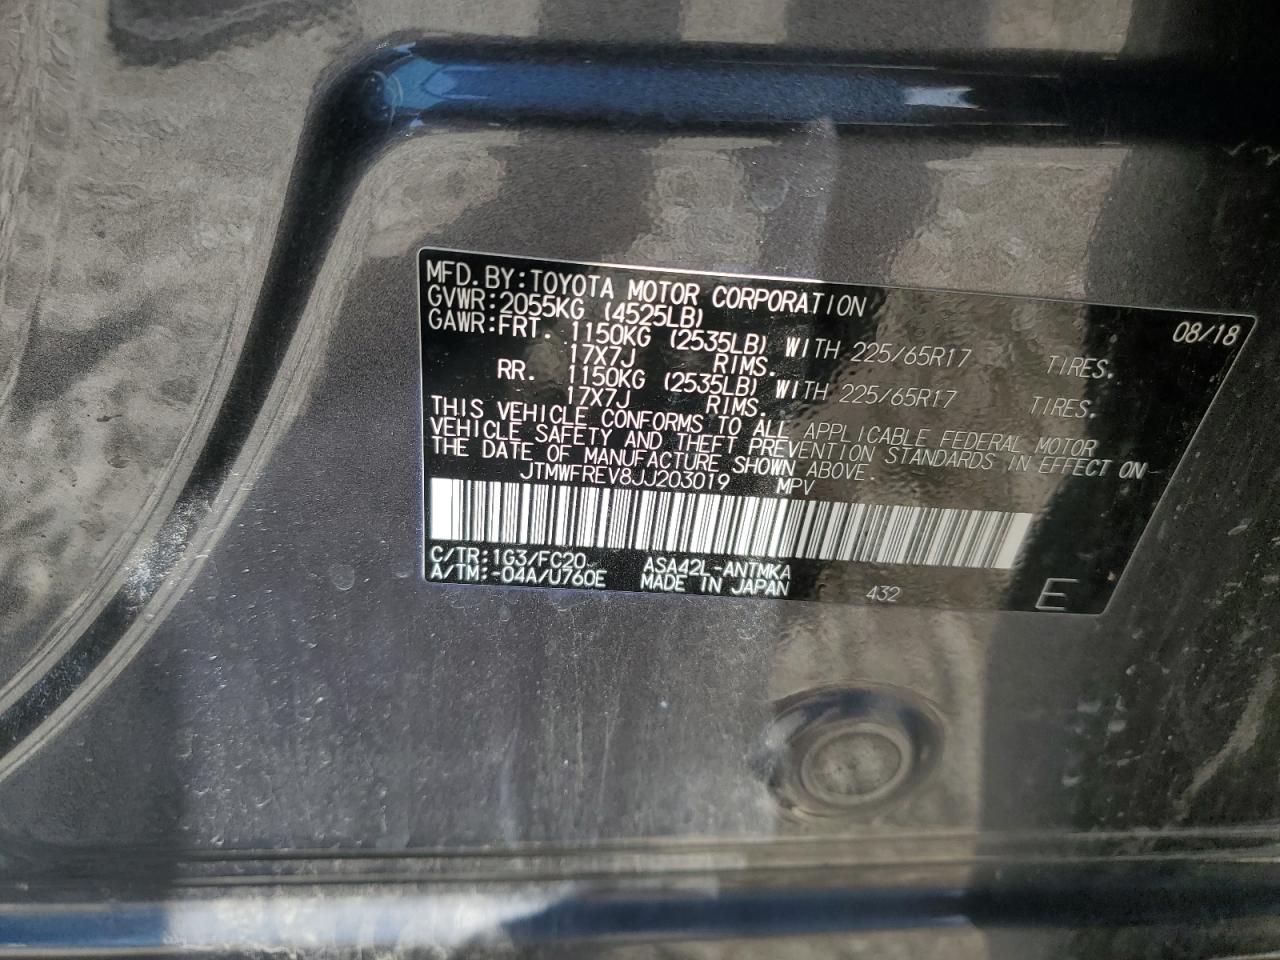 MFD. BY: TOYOTA MOTOR CORPORATION 08/18
GVWR: 2055KG (4525LB)
GAWR: FRT. 1150KG (2535LB) WITH 225/65R17 TIRES.
17X7J RIMS.
RR. 1150KG (2535LB) WITH 225/65R17 TIRES.
17X7J RIMS.
THIS VEHICLE CONFORMS TO ALL APPLICABLE FEDERAL MOTOR
VEHICLE SAFETY AND THEFT PREVENTION STANDARDS IN EFFECT ON
THE DATE OF MANUFACTURE SHOWN ABOVE.
JTMWFREV8JJ203019 MPV
C/TR: 1G3/FC20 ASA42L-ANTMKA
A/TM: -04A/U760E MADE IN JAPAN 432 E